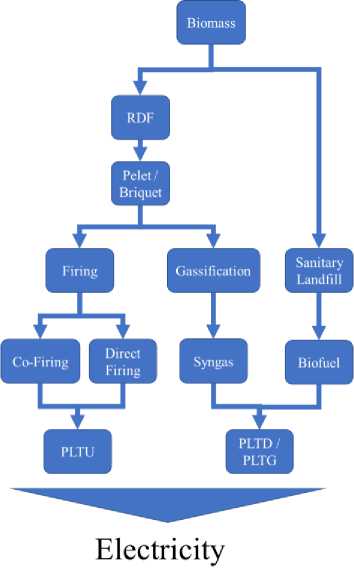 Biomass
RDF
Pelet /
Briquet
Firing
Gassification
Sanitary
Landfill
Co-Firing
Direct
Firing
Syngas
Biofuel
PLTU
PLTD /
PLTG
Electricity